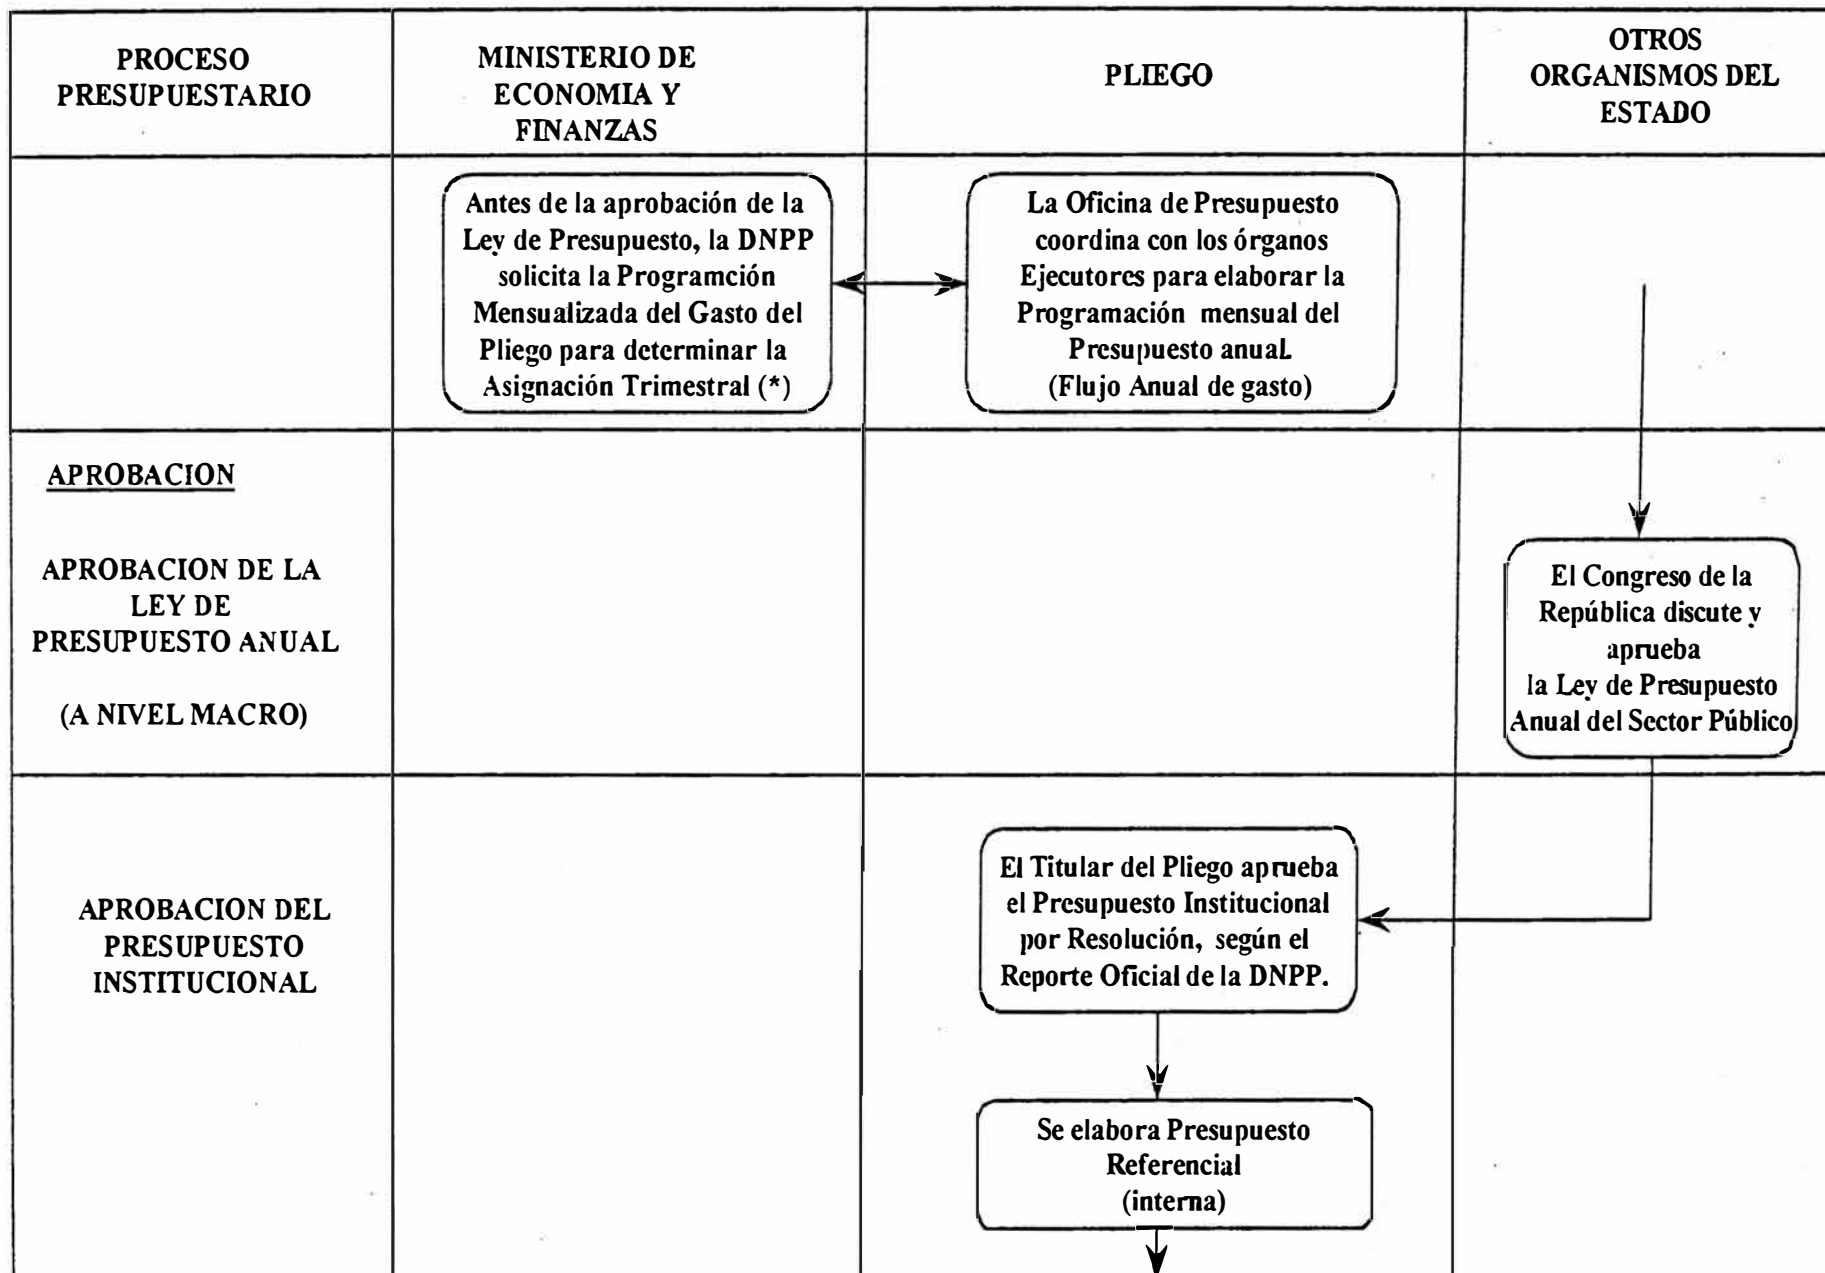 PROCESO
PRESUPUESTARIO
MINISTERIO DE
ECONOMIA Y
FINANZAS
PLIEGO
OTROS
ORGANISMOS DEL
ESTADO
Antes de la aprobación de la
Ley de Presupuesto, la DNPP
solicita la Programción
Mensualizada del Gasto del
Pliego para determinar la
Asignación Trimestral (*)
La Oficina de Presupuesto
coordina con los órganos
Ejecutores para elaborar la
Programación mensual del
Presupuesto anual.
(Flujo Anual de gasto)
APROBACION
APROBACION DE LA
LEY DE
PRESUPUESTO ANUAL
(A NIVEL MACRO)
El Congreso de la
República discute y
aprueba
la Ley de Presupuesto
Anual del Sector Público
APROBACION DEL
PRESUPUESTO
INSTITUCIONAL
El Titular del Pliego aprueba
el Presupuesto Institucional
por Resolución, según el
Reporte Oficial de la DNPP.
Se elabora Presupuesto
Referencial
(interna)